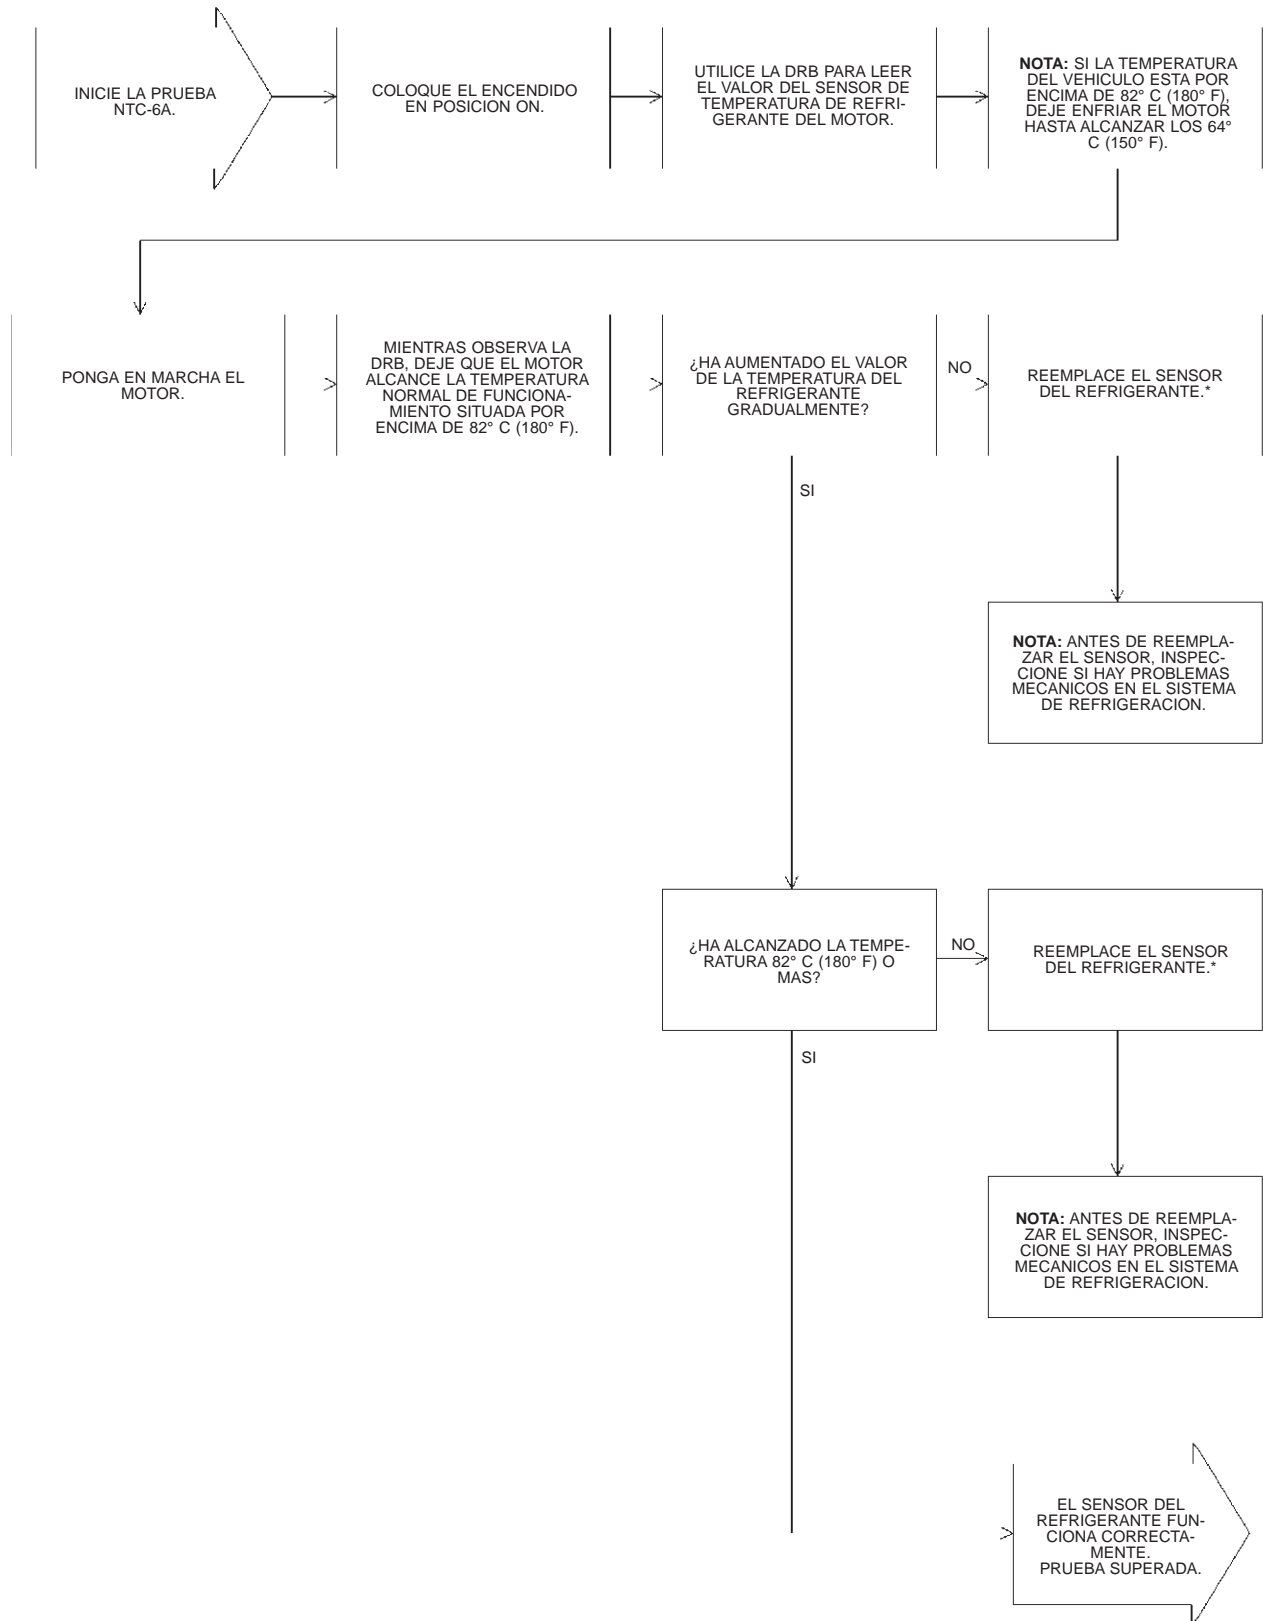 INICIE LA PRUEBA
NTC-6A.
COLOQUE EL ENCENDIDO
EN POSICION ON.
UTILICE LA DRB PARA LEER
EL VALOR DEL SENSOR DE
TEMPERATURA DE REFRI-
GERANTE DEL MOTOR.
NOTA: SI LA TEMPERATURA
DEL VEHICULO ESTA POR
ENCIMA DE 82° C (180° F),
DEJE ENFRIAR EL MOTOR
HASTA ALCANZAR LOS 64°
C (150° F).
PONGA EN MARCHA EL
MOTOR.
MIENTRAS OBSERVA LA
DRB, DEJE QUE EL MOTOR
ALCANCE LA TEMPERATURA
NORMAL DE FUNCIONA-
MIENTO SITUADA POR
ENCIMA DE 82° C (180° F).
¿HA AUMENTADO EL VALOR
DE LA TEMPERATURA DEL
REFRIGERANTE
GRADUALMENTE?
NO
REEMPLACE EL SENSOR
DEL REFRIGERANTE.*
SI
NOTA: ANTES DE REEMPLA-
ZAR EL SENSOR, INSPEC-
CIONE SI HAY PROBLEMAS
MECANICOS EN EL SISTEMA
DE REFRIGERACION.
¿HA ALCANZADO LA TEMPE-
RATURA 82° C (180° F) O
MAS?
NO
REEMPLACE EL SENSOR
DEL REFRIGERANTE.*
SI
NOTA: ANTES DE REEMPLA-
ZAR EL SENSOR, INSPEC-
CIONE SI HAY PROBLEMAS
MECANICOS EN EL SISTEMA
DE REFRIGERACION.
EL SENSOR DEL
REFRIGERANTE FUN-
CIONA CORRECTA-
MENTE.
PRUEBA SUPERADA.